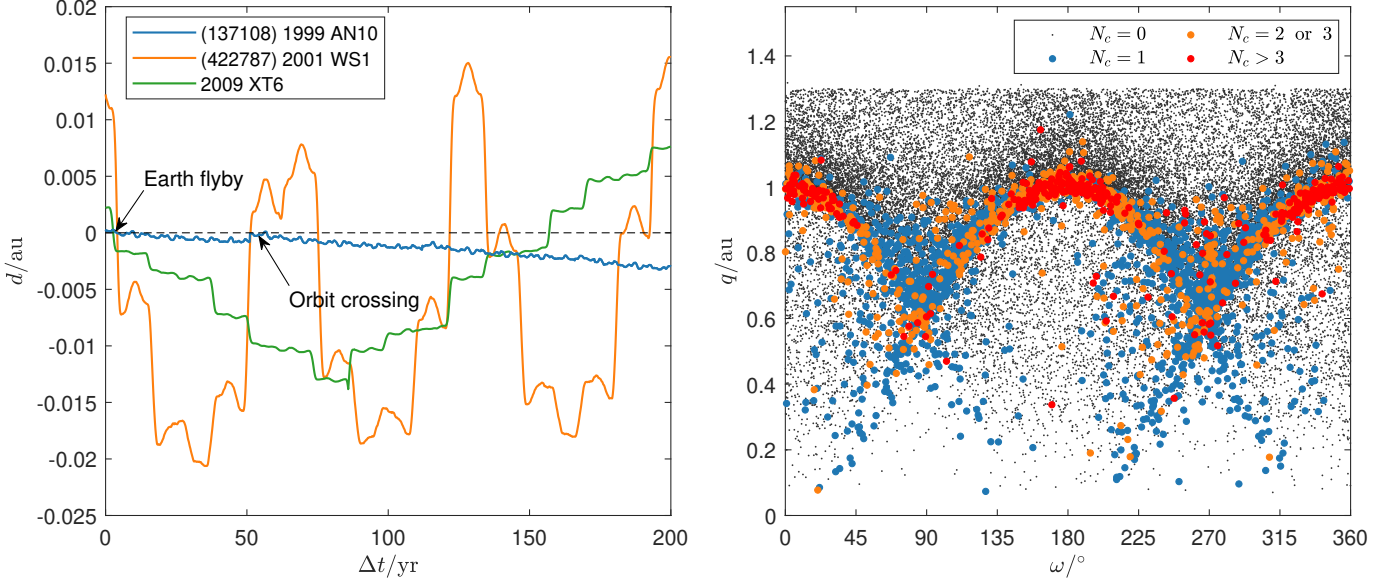 0.02
0.015
0.01
0.005
0
-0.005
-0.01
-0.015
-0.02
-0.025
d/au
(137108) 1999 AN10
(422787) 2001 WS1
2009 XT6
Earth flyby
Orbit crossing
0 50 100 150 200
Δt/yr
1.4
1.2
1
0.8
0.6
0.4
0.2
0
q/au
N_c = 0 N_c = 2 or 3
N_c = 1 N_c > 3
0 45 90 135 180 225 270 315 360
ω/°